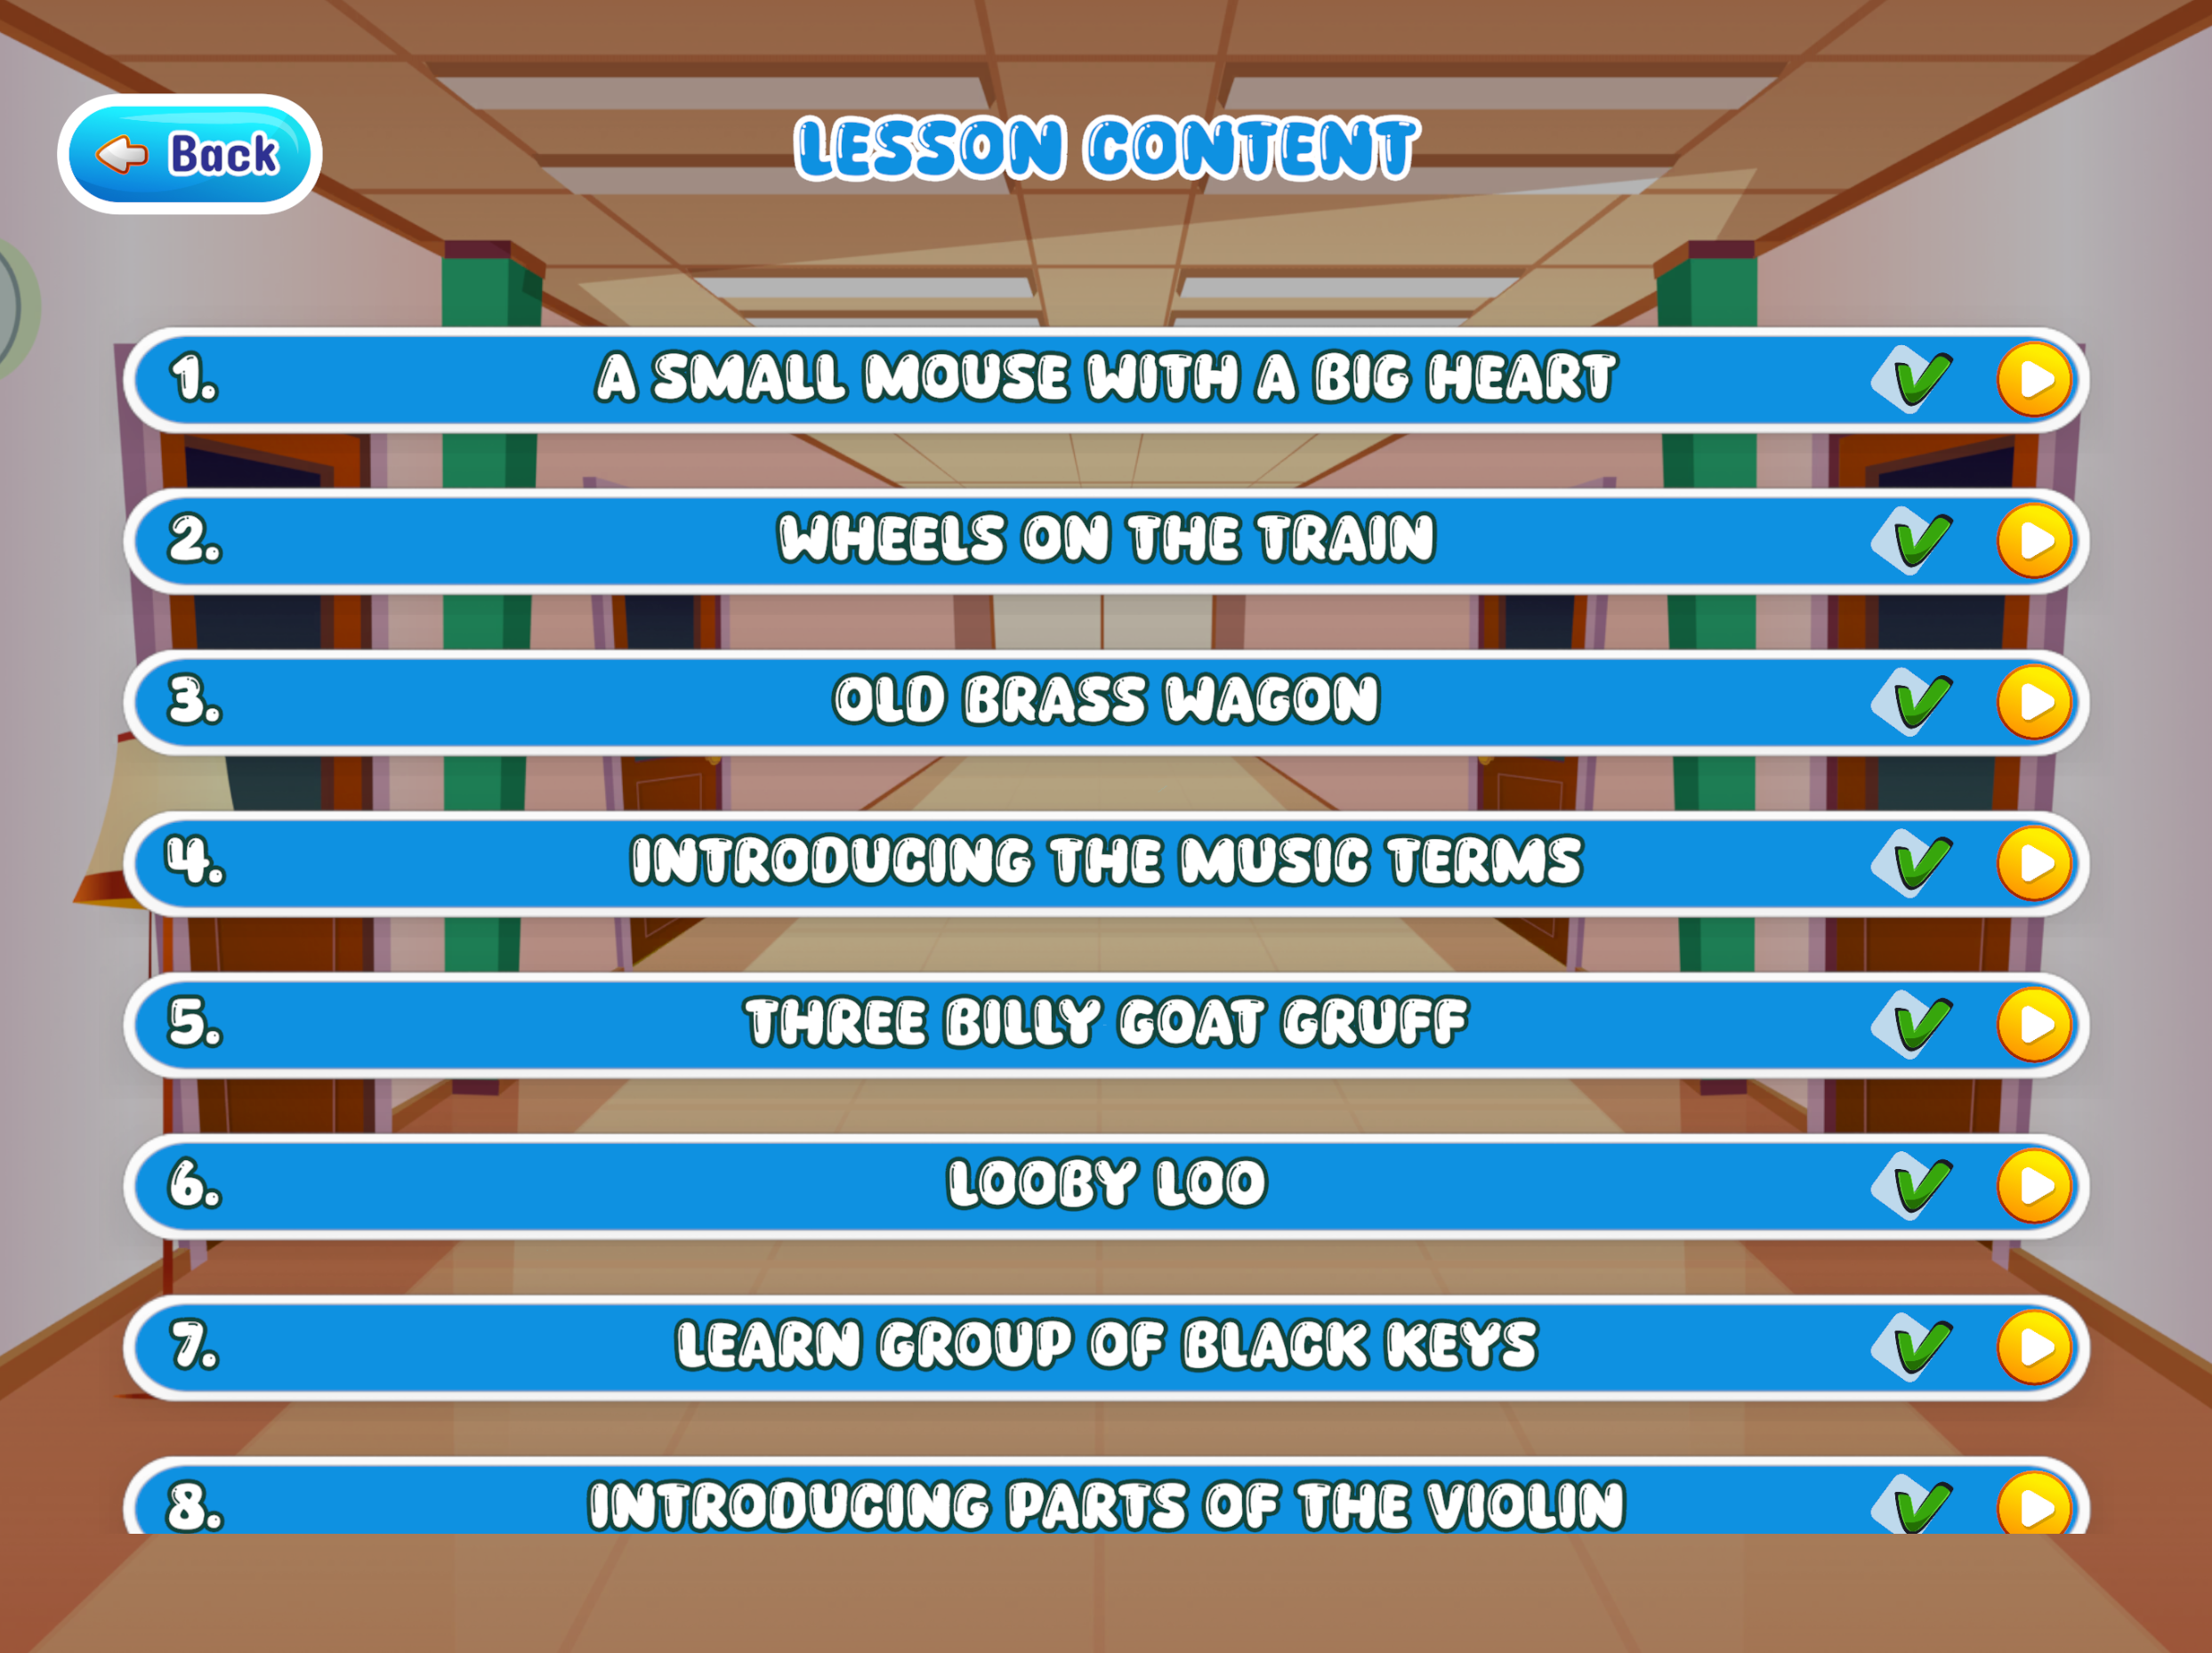 Back
LESSON CONTENT
1. A SMALL MOUSE WITH A BIG HEART
2. WHEELS ON THE TRAIN
3. OLD BRASS WAGON
4. INTRODUCING THE MUSIC TERMS
5. THREE BILLY GOAT GRUFF
6. LOOBY LOO
7. LEARN GROUP OF BLACK KEYS
8. INTRODUCING PARTS OF THE VIOLIN